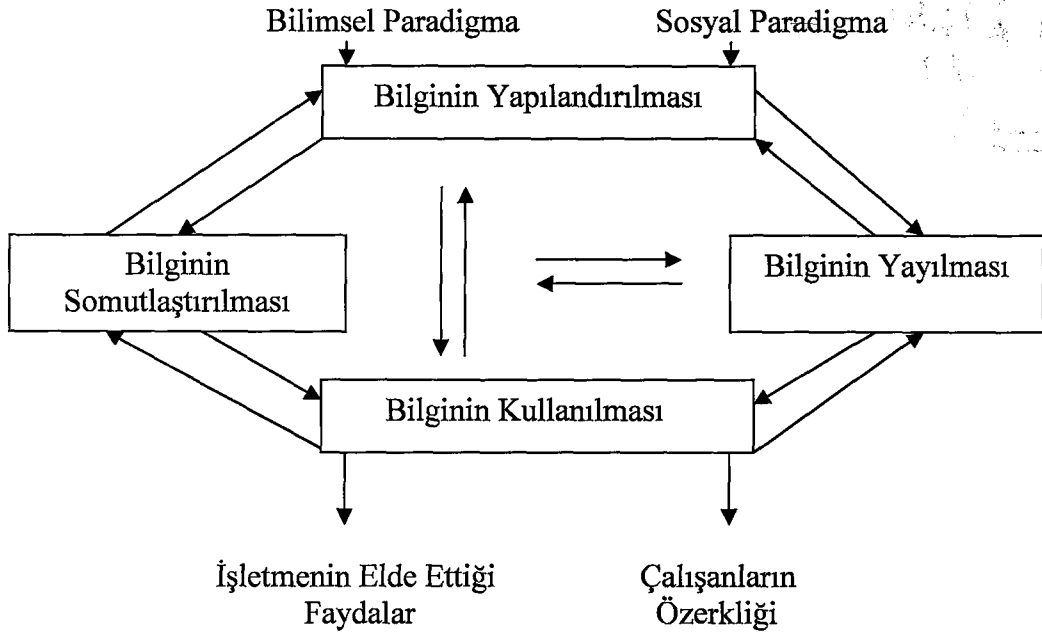 Bilimsel Paradigma
Sosyal Paradigma
Bilginin Yapılandırılması
Bilginin
Somutlaştırılması
Bilginin Yayılması
Bilginin Kullanılması
İşletmenin Elde Ettiği
Faydalar
Çalışanların
Özerkliği